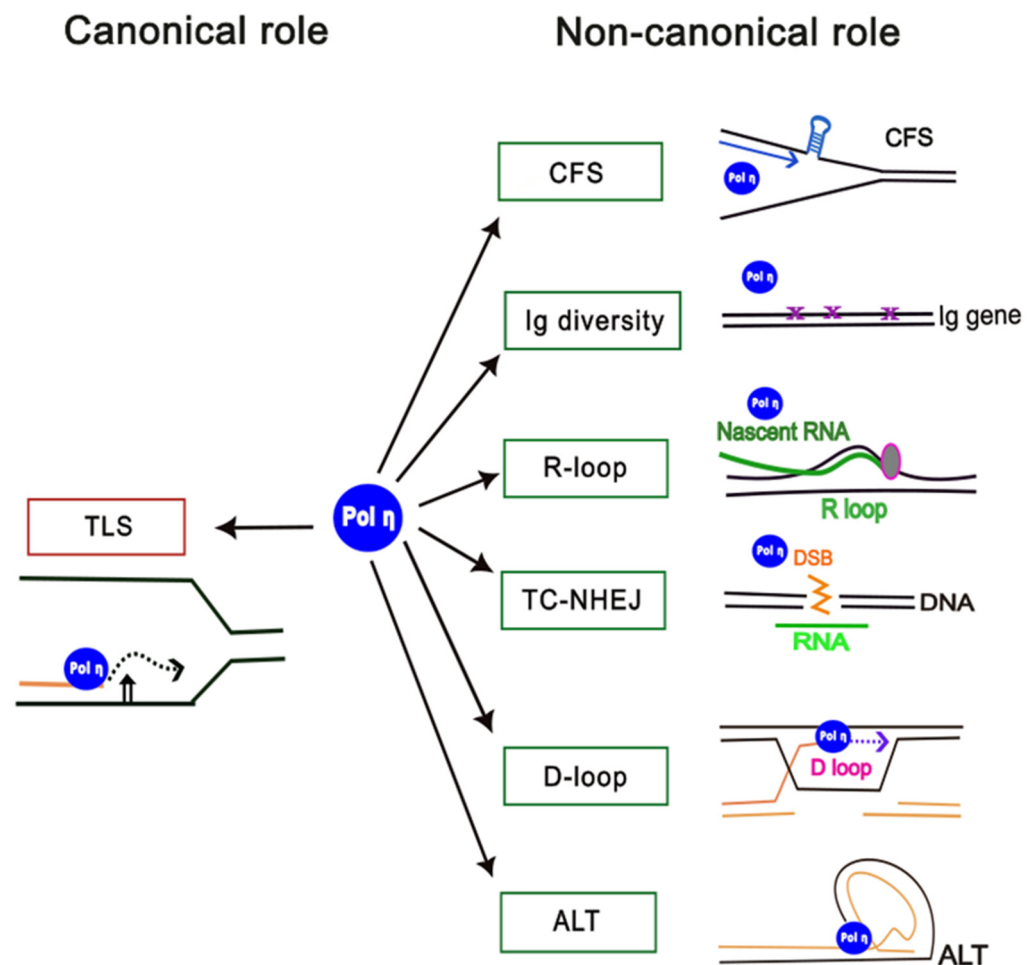 Canonical role
Non-canonical role
CFS
CFS
Pol η
Pol η
Ig diversity
Ig gene
Pol η
Nascent RNA
R-loop
R loop
Pol η
TLS
Pol η
DSB
TC-NHEJ
DNA
RNA
Pol η
Pol η
D-loop
D loop
ALT
Pol η
ALT